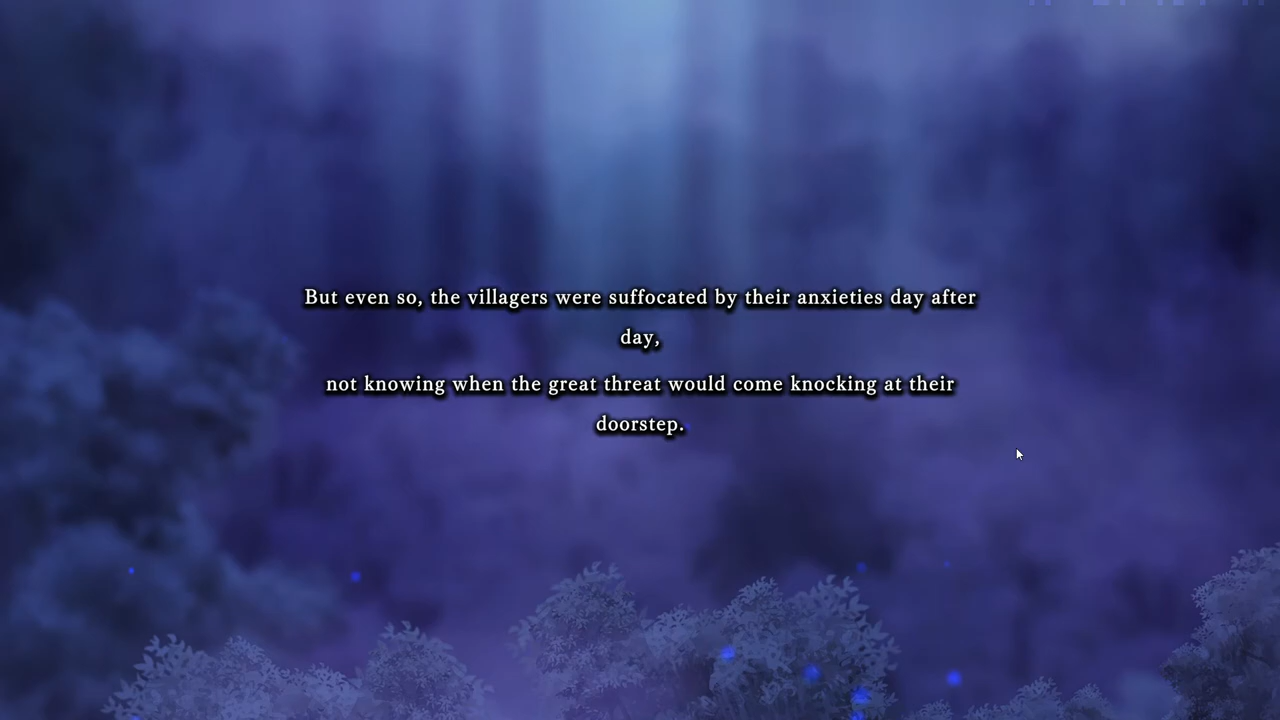 But even so, the villagers were suffocated by their anxieties day after
day,
not knowing when the great threat would come knocking at their
doorstep.